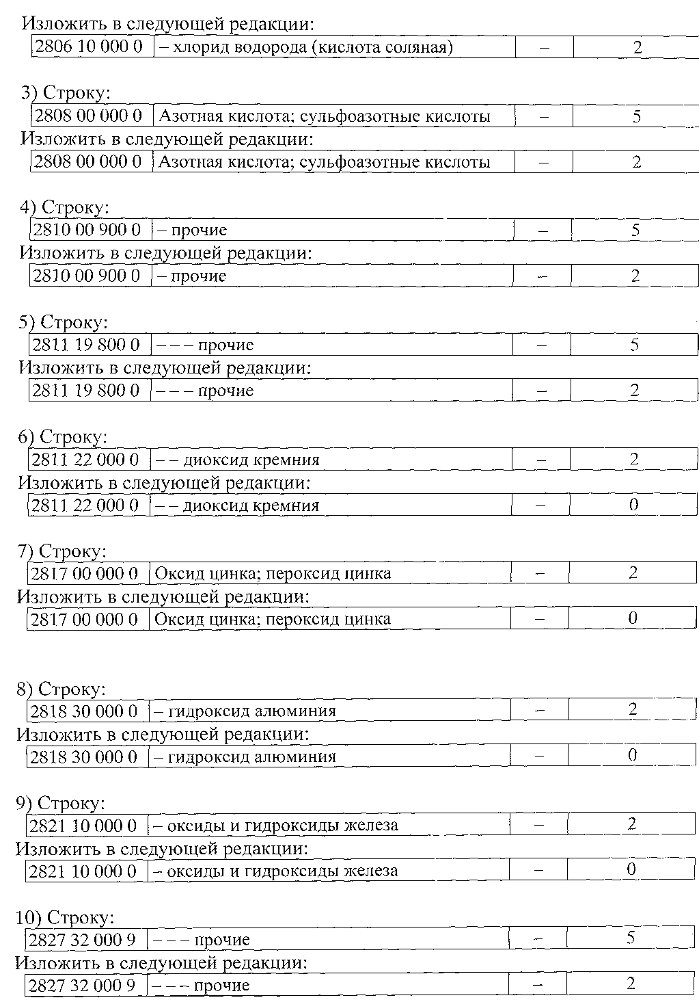 Изложить в следующей редакции:
2806 10 000 0 – хлорид водорода (кислота соляная) – 2
3) Строку:
2808 00 000 0 Азотная кислота; сульфоазотные кислоты – 5
Изложить в следующей редакции:
2808 00 000 0 Азотная кислота; сульфоазотные кислоты – 2
4) Строку:
2810 00 900 0 – прочие – 5
Изложить в следующей редакции:
2810 00 900 0 – прочие – 2
5) Строку:
2811 19 800 0 – – – прочие – 5
Изложить в следующей редакции:
2811 19 800 0 – – – прочие – 2
6) Строку:
2811 22 000 0 – – диоксид кремния – 2
Изложить в следующей редакции:
2811 22 000 0 – – диоксид кремния – 0
7) Строку:
2817 00 000 0 Оксид цинка; пероксид цинка – 2
Изложить в следующей редакции:
2817 00 000 0 Оксид цинка; пероксид цинка – 0
8) Строку:
2818 30 000 0 – гидроксид алюминия – 2
Изложить в следующей редакции:
2818 30 000 0 – гидроксид алюминия – 0
9) Строку:
2821 10 000 0 – оксиды и гидроксиды железа – 2
Изложить в следующей редакции:
2821 10 000 0 – оксиды и гидроксиды железа – 0
10) Строку:
2827 32 000 9 – – – прочие – 5
Изложить в следующей редакции:
2827 32 000 9 – – – прочие – 2